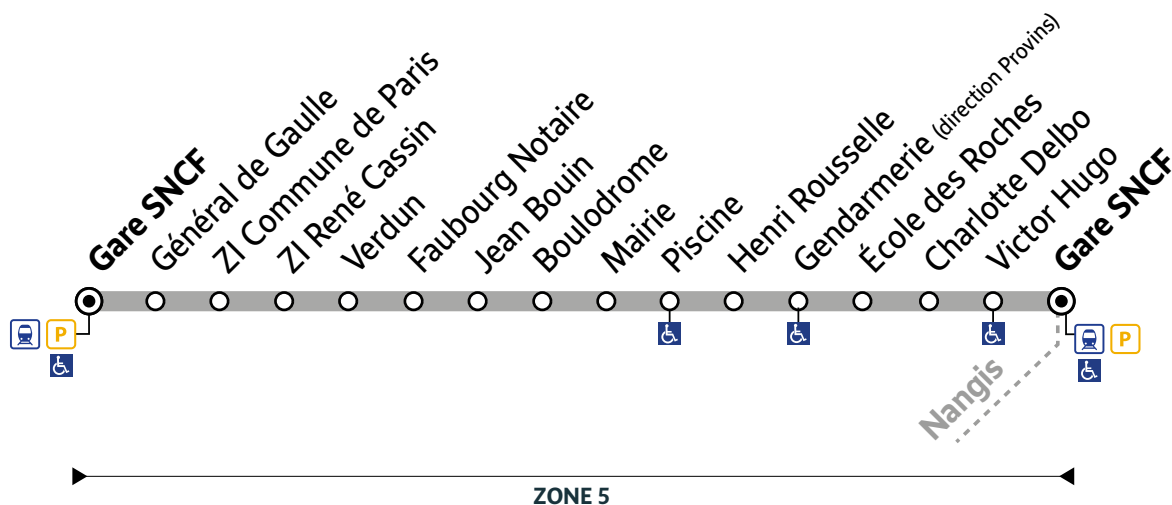 Gare SNCF
Général de Gaulle
ZI Commune de Paris
ZI René Cassin
Verdun
Faubourg Notaire
Jean Bouin
Boulodrome
Mairie
Piscine
Henri Rousselle
Gendarmerie (direction Provins)
École des Roches
Charlotte Delbo
Victor Hugo
Gare SNCF
P
P
Nangis
ZONE 5